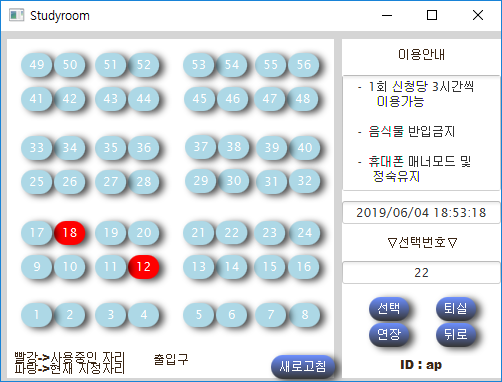 Studyroom
49 50 51 52 53 54 55 56
41 42 43 44 45 46 47 48
33 34 35 36 37 38 39 40
25 26 27 28 29 30 31 32
17 18 19 20 21 22 23 24
9 10 11 12 13 14 15 16
1 2 3 4 5 6 7 8
빨강->사용중인 자리
파랑->현재 지정자리
출입구
새로고침
이용안내
- 1회 신청당 3시간씩
이용가능
- 음식물 반입금지
- 휴대폰 매너모드 및
정숙유지
2019/06/04 18:53:18
▽선택번호▽
22
선택 퇴실
연장 뒤로
ID : ap